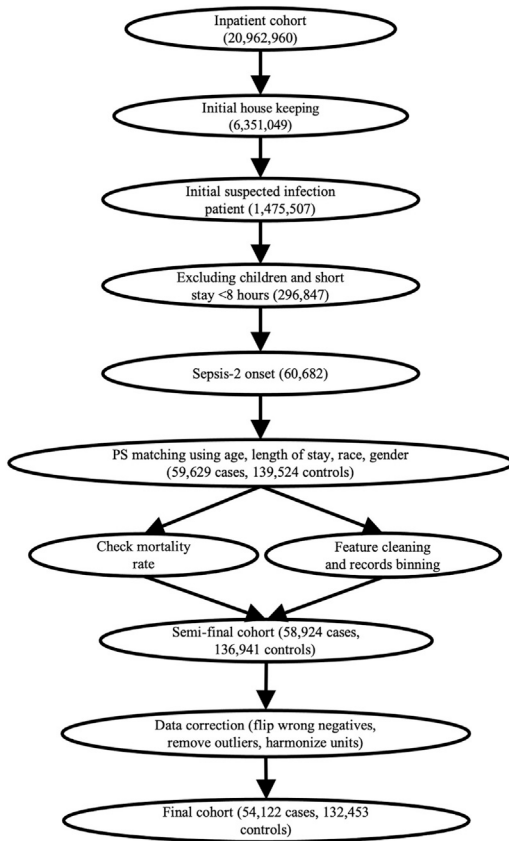 Inpatient cohort
(20,962,960)
Initial house keeping
(6,351,049)
Initial suspected infection
patient (1,475,507)
Excluding children and short
stay <8 hours (296,847)
Sepsis-2 onset (60,682)
PS matching using age, length of stay, race, gender
(59,629 cases, 139,524 controls)
Check mortality
rate
Feature cleaning
and records binning
Semi-final cohort (58,924 cases,
136,941 controls)
Data correction (flip wrong negatives,
remove outliers, harmonize units)
Final cohort (54,122 cases, 132,453
controls)